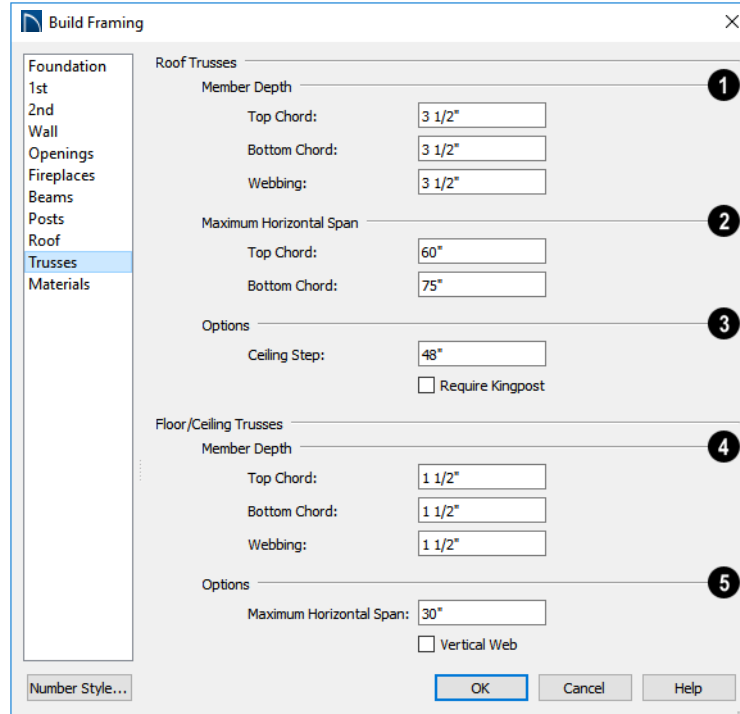 Build Framing
Foundation
1st
2nd
Wall
Openings
Fireplaces
Beams
Posts
Roof
Trusses
Materials
Roof Trusses
Member Depth 1
Top Chord: 3 1/2"
Bottom Chord: 3 1/2"
Webbing: 3 1/2"
Maximum Horizontal Span 2
Top Chord: 60"
Bottom Chord: 75"
Options 3
Ceiling Step: 48"
Require Kingpost
Floor/Ceiling Trusses
Member Depth 4
Top Chord: 1 1/2"
Bottom Chord: 1 1/2"
Webbing: 1 1/2"
Options 5
Maximum Horizontal Span: 30"
Vertical Web
Number Style... OK Cancel Help